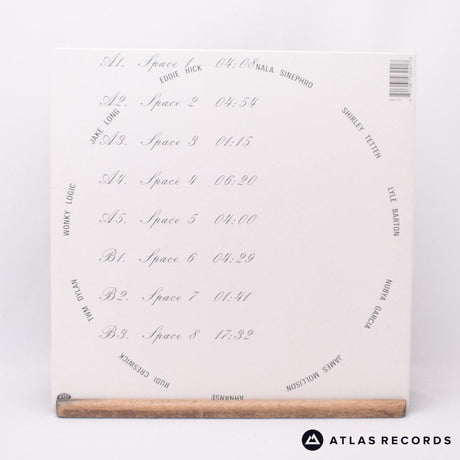 A1. Space 1 04:08
A2. Space 2 04:54
A3. Space 3 01:15
A4. Space 4 06:20
A5. Space 5 04:00
B1. Space 6 04:29
B2. Space 7 01:41
B3. Space 8 17:32
NALA SINEPHRO
SHIRLEY TETTEH
LYLE BARTON
NUBYA GARCIA
JAMES MOLLISON
AHNANSE
RUDI CRESWICK
TWM DYLAN
WONKY LOGIC
JAKE LONG
EDDIE HICK
ATLAS RECORDS